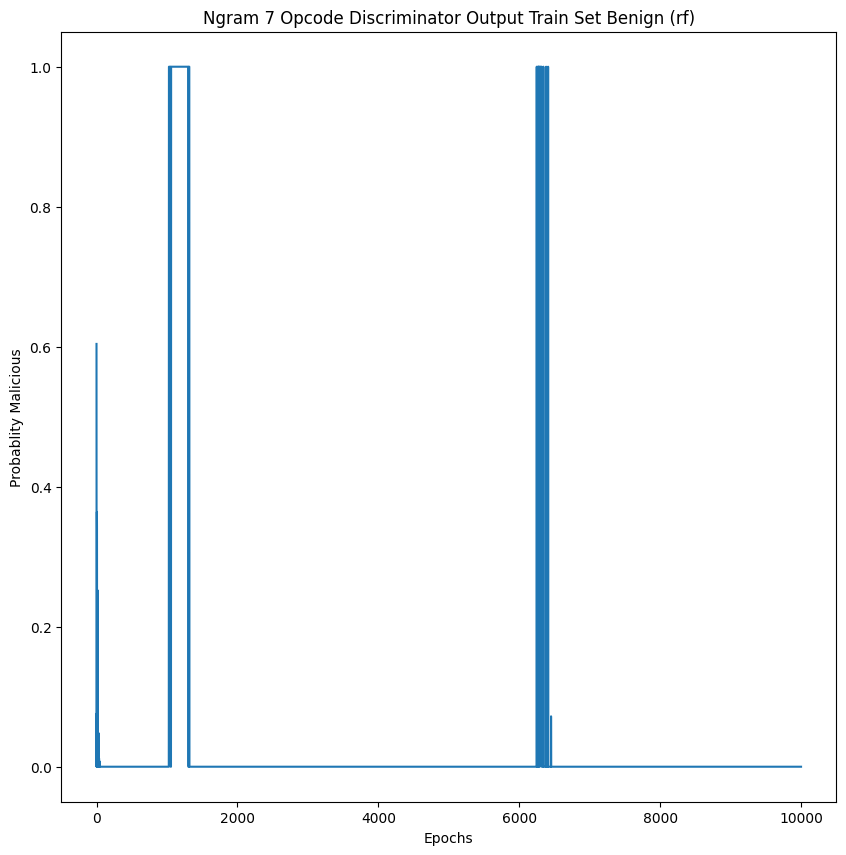 Ngram 7 Opcode Discriminator Output Train Set Benign (rf)
1.0
0.8
0.6
0.4
0.2
0.0
Probablity Malicious
0 2000 4000 6000 8000 10000
Epochs